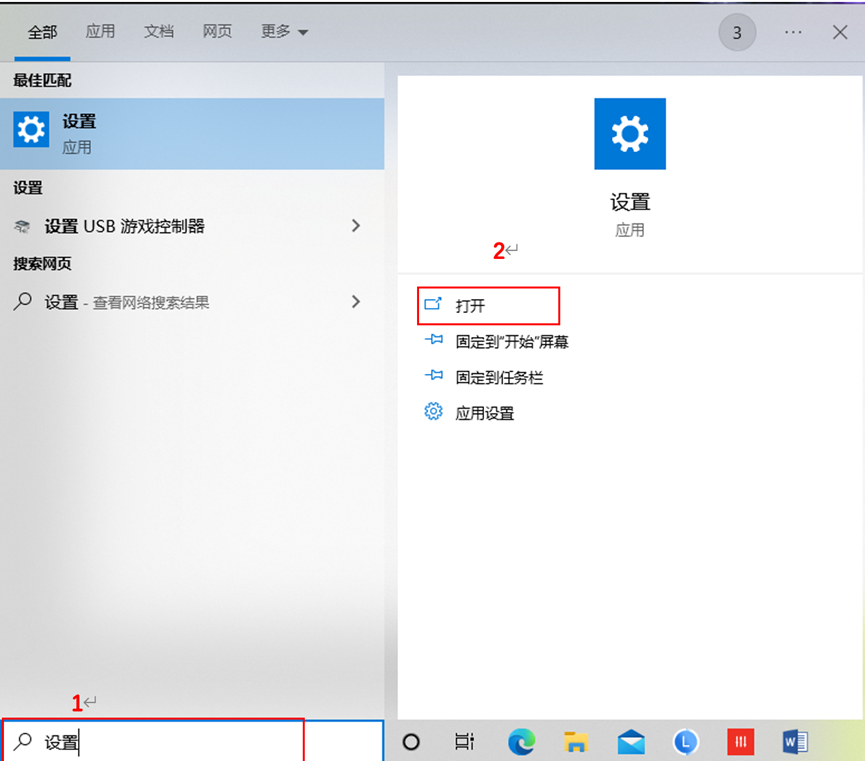 全部 应用 文档 网页 更多 3 ...
最佳匹配
设置
应用
设置
设置 USB 游戏控制器
搜索网页
设置 - 查看网络搜索结果
设置
应用
2↵
打开
固定到“开始”屏幕
固定到任务栏
应用设置
1↵
设置
L
W